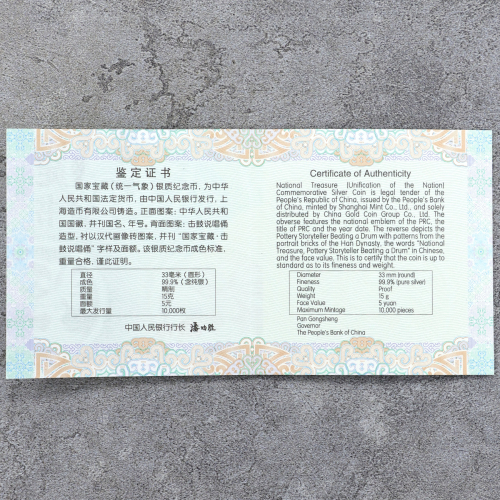 鉴定证书
国家宝藏（统一气象）银质纪念币，为中华
人民共和国法定货币，由中国人民银行发行，上
海造币有限公司铸造。正面图案：中华人民共和
国国徽，并刊国名、年号。背面图案：击鼓说唱俑
造型，衬以汉代画像砖图案，并刊“国家宝藏·击
鼓说唱俑”字样及面额。该银质纪念币成色标准，
重量合格，谨此证明。
直径 33毫米（圆形）
成色 99.9%（含纯银）
质量 精制
重量 15克
面额 5元
最大发行量 10,000枚
中国人民银行行长 潘功胜
Certificate of Authenticity
National Treasure (Unification of the Nation)
Commemorative Silver Coin is legal tender of the
People's Republic of China, issued by the People's Bank
of China, minted by Shanghai Mint Co., Ltd., and solely
distributed by China Gold Coin Group Co., Ltd. The
obverse features the national emblem of the PRC, the
title of PRC and the year date. The reverse depicts the
Pottery Storyteller Beating a Drum with patterns from the
portrait bricks of the Han Dynasty, the words "National
Treasure, Pottery Storyteller Beating a Drum" in Chinese,
and the face value. This is to certify that the coin is up to
standard as to its fineness and weight.
Diameter 33 mm (round)
Fineness 99.9% (pure silver)
Quality Proof
Weight 15 g
Face Value 5 yuan
Maximum Mintage 10,000 pieces
Pan Gongsheng
Governor
The People's Bank of China